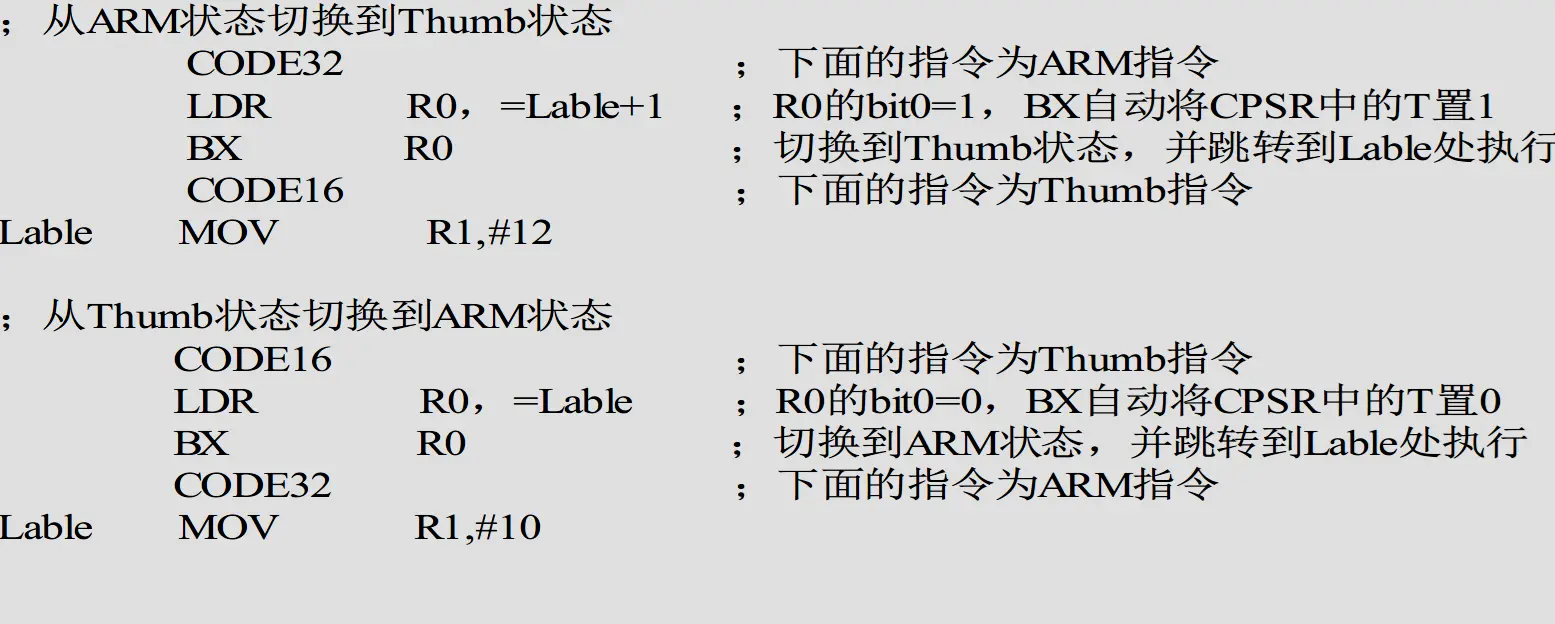 ；从ARM状态切换到Thumb状态
CODE32 ；下面的指令为ARM指令
LDR R0，=Lable+1 ；R0的bit0=1，BX自动将CPSR中的T置1
BX R0 ；切换到Thumb状态，并跳转到Lable处执行
CODE16 ；下面的指令为Thumb指令
Lable MOV R1,#12
；从Thumb状态切换到ARM状态
CODE16 ；下面的指令为Thumb指令
LDR R0，=Lable ；R0的bit0=0，BX自动将CPSR中的T置0
BX R0 ；切换到ARM状态，并跳转到Lable处执行
CODE32 ；下面的指令为ARM指令
Lable MOV R1,#10